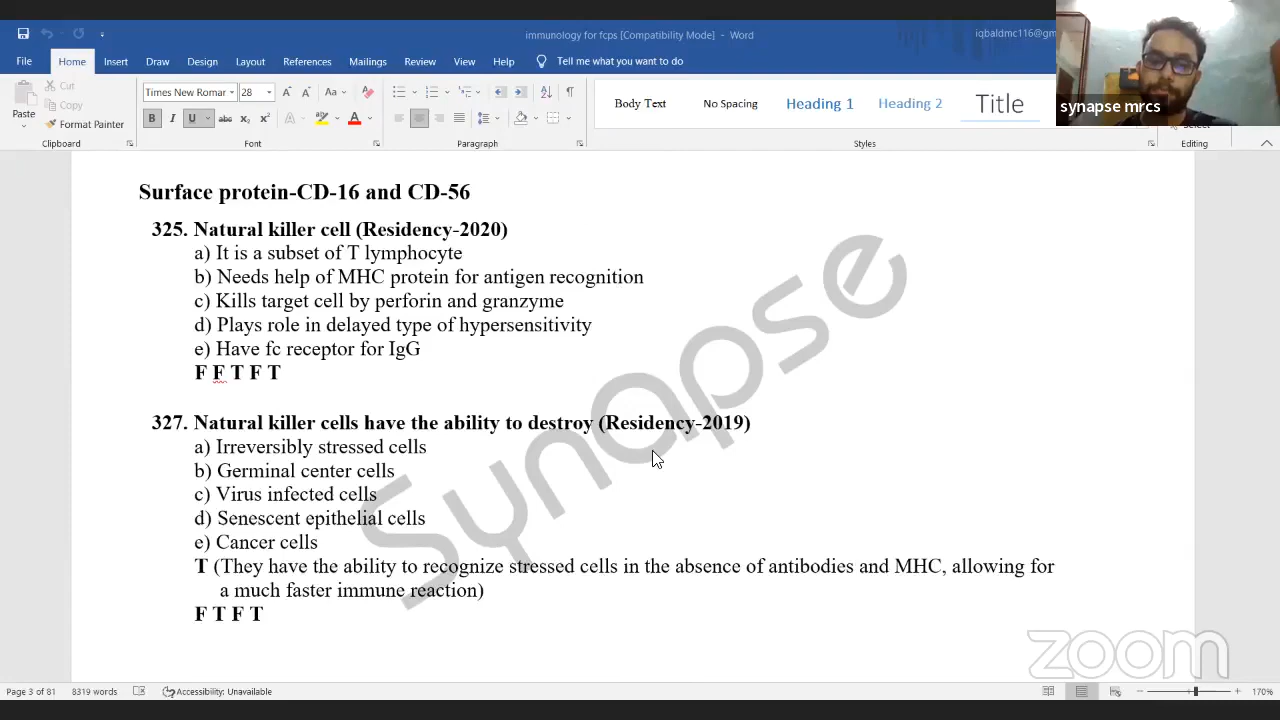 immunology for fcps [Compatibility Mode] - Word
iqbaldmc116@gm
File Home Insert Draw Design Layout References Mailings Review View Help Tell me what you want to do
Paste
Cut
Copy
Format Painter
Clipboard
Times New Roman 28
Font
Paragraph
Body Text No Spacing Heading 1 Heading 2 Title
Styles
Select
Editing
synapse mrcs
Surface protein-CD-16 and CD-56
325. Natural killer cell (Residency-2020)
a) It is a subset of T lymphocyte
b) Needs help of MHC protein for antigen recognition
c) Kills target cell by perforin and granzyme
d) Plays role in delayed type of hypersensitivity
e) Have fc receptor for IgG
F F T F T
327. Natural killer cells have the ability to destroy (Residency-2019)
a) Irreversibly stressed cells
b) Germinal center cells
c) Virus infected cells
d) Senescent epithelial cells
e) Cancer cells
T (They have the ability to recognize stressed cells in the absence of antibodies and MHC, allowing for
a much faster immune reaction)
F T F T
Synapse
zoom
Page 3 of 81 8319 words Accessibility: Unavailable 170%